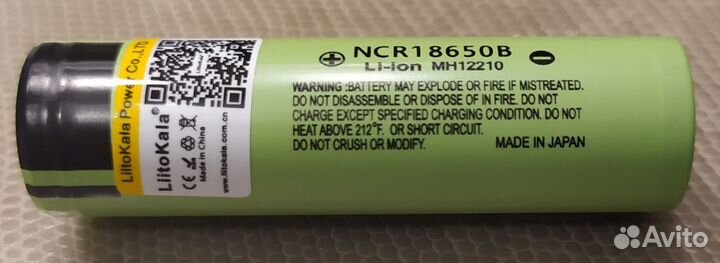 LiitoKala Power Co.,LTD
LiitoKala®
Made in China
www.liitokala.com.cn
NCR18650B
Li-ion MH12210
WARNING:BATTERY MAY EXPLODE OR FIRE IF MISTREATED.
DO NOT DISASSEMBLE OR DISPOSE OF IN FIRE. DO NOT
CHARGE EXCEPT SPECIFIED CHARGING CONDITION. DO NOT
HEAT ABOVE 212°F. OR SHORT CIRCUIT.
DO NOT CRUSH OR MODIFY.
MADE IN JAPAN
Avito